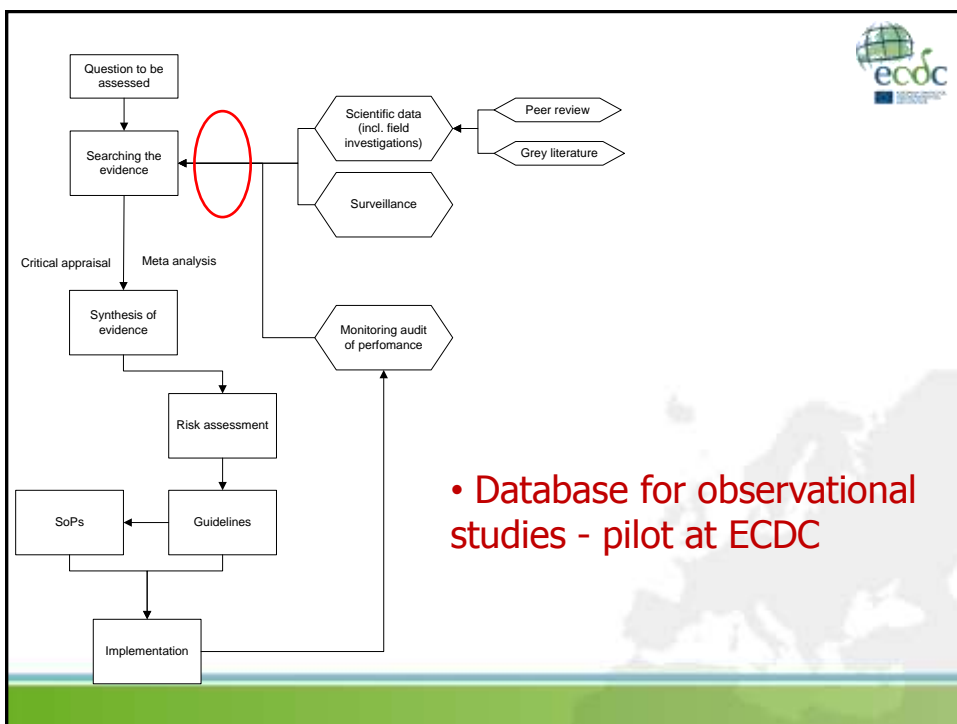 Question to be
assessed
ecdc
Scientific data
(incl. field
investigations)
Peer review
Grey literature
Searching the
evidence
Surveillance
Critical appraisal
Meta analysis
Synthesis of
evidence
Monitoring audit
of perfomance
Risk assessment
SoPs
Guidelines
Implementation
• Database for observational
studies - pilot at ECDC